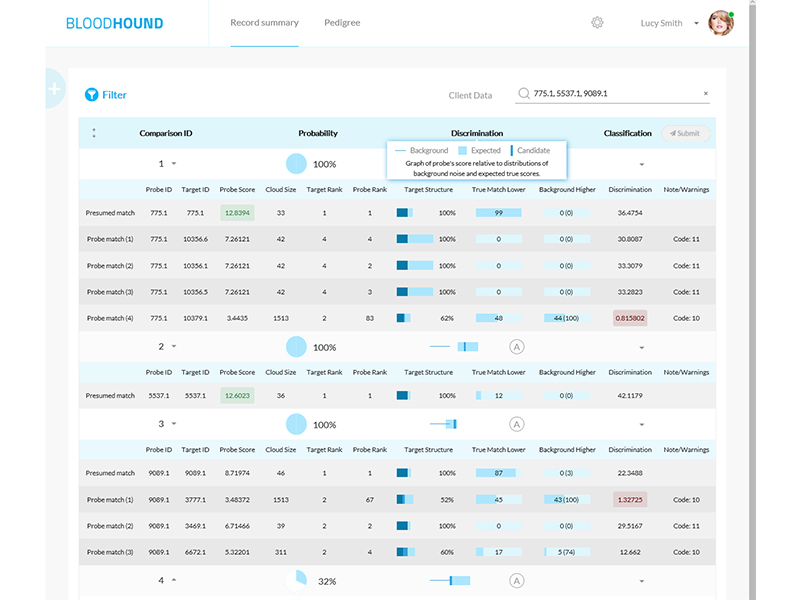 BLOODHOUND Record summary Pedigree Lucy Smith
+
Filter Client Data 775.1, 5537.1, 9089.1 ×
Comparison ID Probability Discrimination Classification Submit
Background Expected Candidate
Graph of probe's score relative to distributions of
background noise and expected true scores.
1 100%
Probe ID Target ID Probe Score Cloud Size Target Rank Probe Rank Target Structure True Match Lower Background Higher Discrimination Note/Warnings
Presumed match 775.1 775.1 12.8394 33 1 1 100% 99 0 (0) 36.4754
Probe match (1) 775.1 10356.6 7.26121 42 4 4 100% 0 0 (0) 30.8087 Code: 11
Probe match (2) 775.1 10356.1 7.26121 42 4 2 100% 0 0 (0) 33.3079 Code: 11
Probe match (3) 775.1 10356.5 7.26121 42 4 3 100% 0 0 (0) 33.2823 Code: 11
Probe match (4) 775.1 10379.1 3.4435 1513 2 83 62% 48 44 (100) 0.815802 Code: 10
2 100% A
Probe ID Target ID Probe Score Cloud Size Target Rank Probe Rank Target Structure True Match Lower Background Higher Discrimination Note/Warnings
Presumed match 5537.1 5537.1 12.6023 36 1 1 100% 12 0 (0) 42.1179
3 100% A
Probe ID Target ID Probe Score Cloud Size Target Rank Probe Rank Target Structure True Match Lower Background Higher Discrimination Note/Warnings
Presumed match 9089.1 9089.1 8.71974 46 1 1 100% 87 0 (3) 22.3488
Probe match (1) 9089.1 3777.1 3.48372 1513 2 67 52% 45 43 (100) 1.32725 Code: 10
Probe match (2) 9089.1 3469.1 6.71466 39 2 2 100% 0 0 (0) 29.5167 Code: 11
Probe match (3) 9089.1 6672.1 5.32201 311 2 4 60% 17 5 (74) 12.662 Code: 10
4 32% A